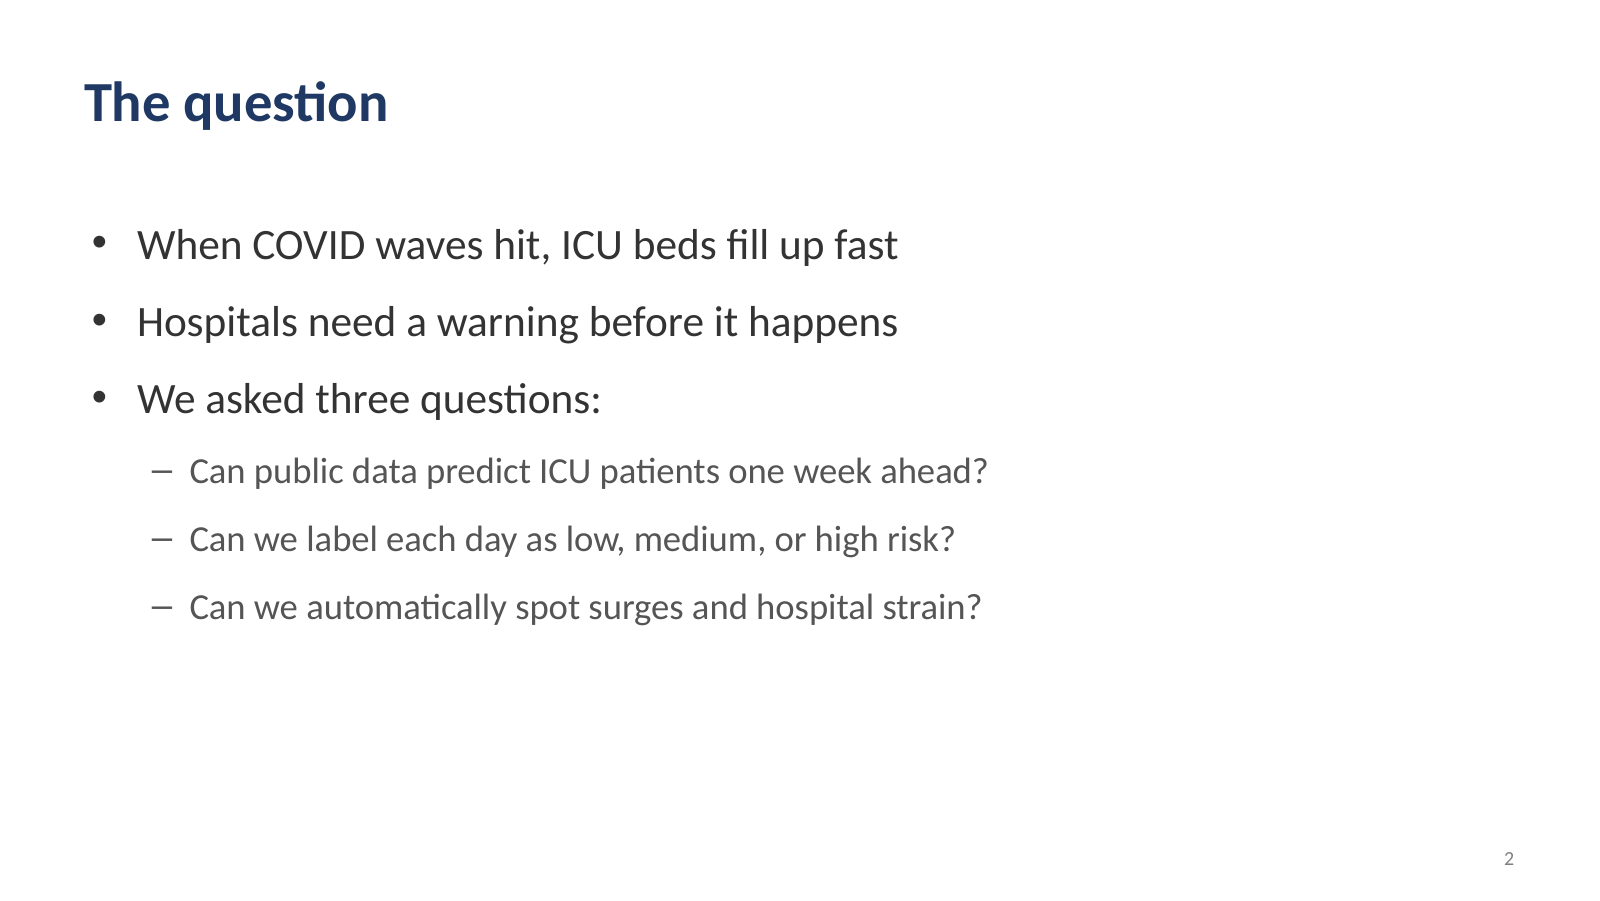 The question
• When COVID waves hit, ICU beds fill up fast
• Hospitals need a warning before it happens
• We asked three questions:
– Can public data predict ICU patients one week ahead?
– Can we label each day as low, medium, or high risk?
– Can we automatically spot surges and hospital strain?
2